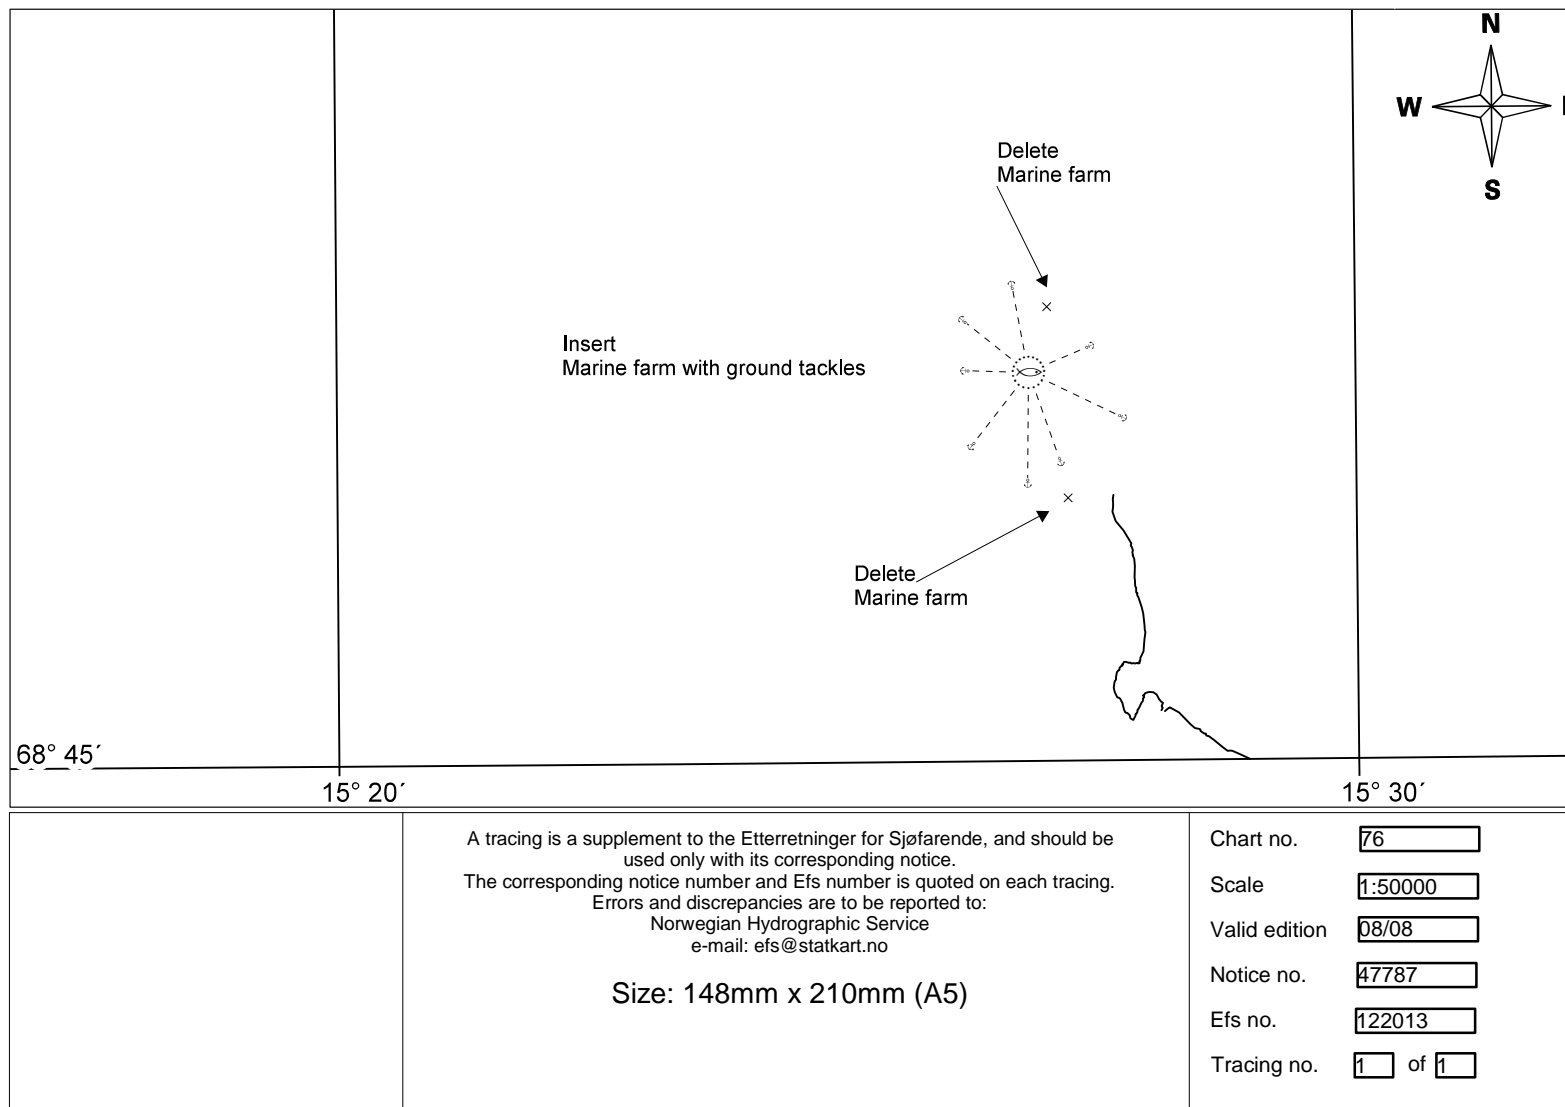 N
W
S
Delete
Marine farm
Insert
Marine farm with ground tackles
Delete
Marine farm
68° 45´
15° 20´
15° 30´
A tracing is a supplement to the Etterretninger for Sjøfarende, and should be
used only with its corresponding notice.
The corresponding notice number and Efs number is quoted on each tracing.
Errors and discrepancies are to be reported to:
Norwegian Hydrographic Service
e-mail: efs@statkart.no
Size: 148mm x 210mm (A5)
Chart no. 76
Scale 1:50000
Valid edition 08/08
Notice no. 47787
Efs no. 122013
Tracing no. 1 of 1